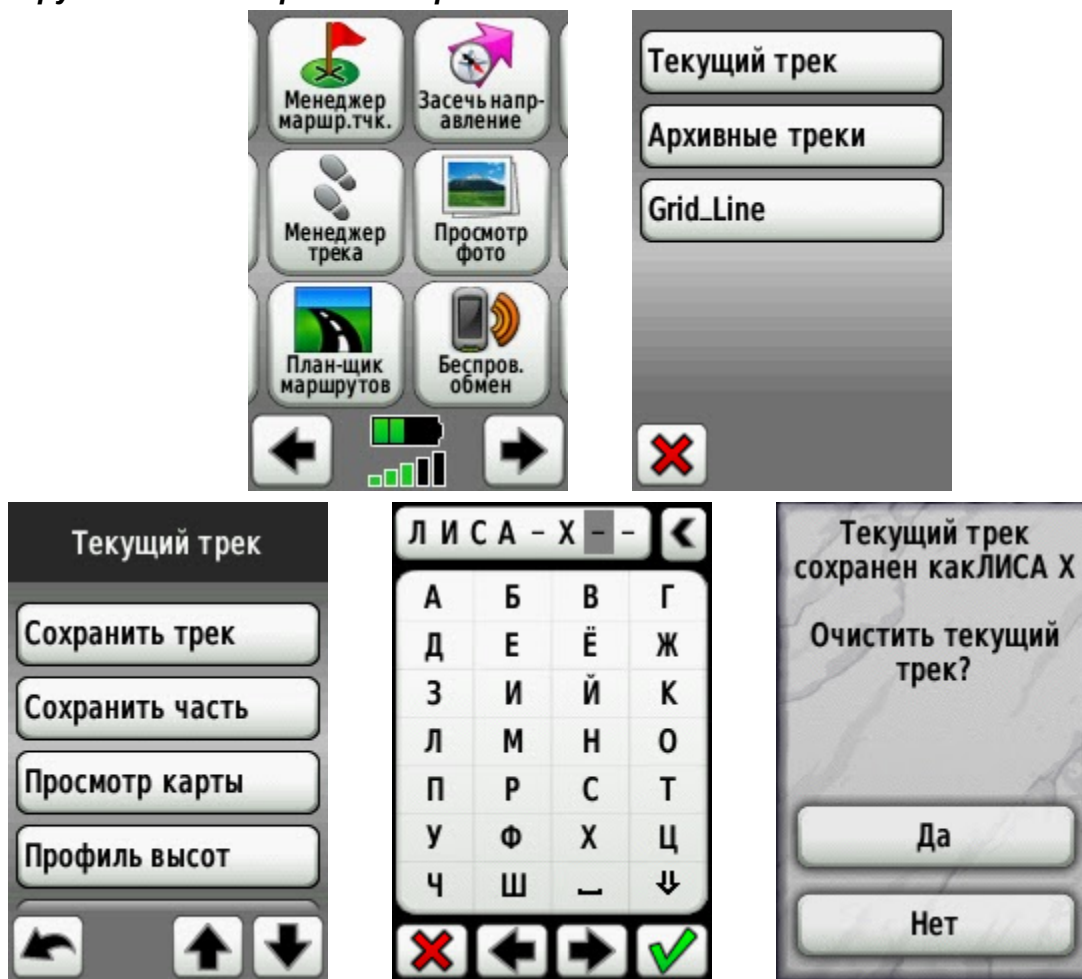 Менеджер
маршр.тчк.
Засечь напр-
авление
Менеджер
трека
Просмотр
фото
План-щик
маршрутов
Беспров.
обмен
Текущий трек
Архивные треки
Grid_Line
Текущий трек
Сохранить трек
Сохранить часть
Просмотр карты
Профиль высот
Л И С А - Х - -
А Б В Г
Д Е Ё Ж
З И Й К
Л М Н О
П Р С Т
У Ф Х Ц
Ч Ш
Текущий трек
сохранен какЛИСА Х
Очистить текущий
трек?
Да
Нет